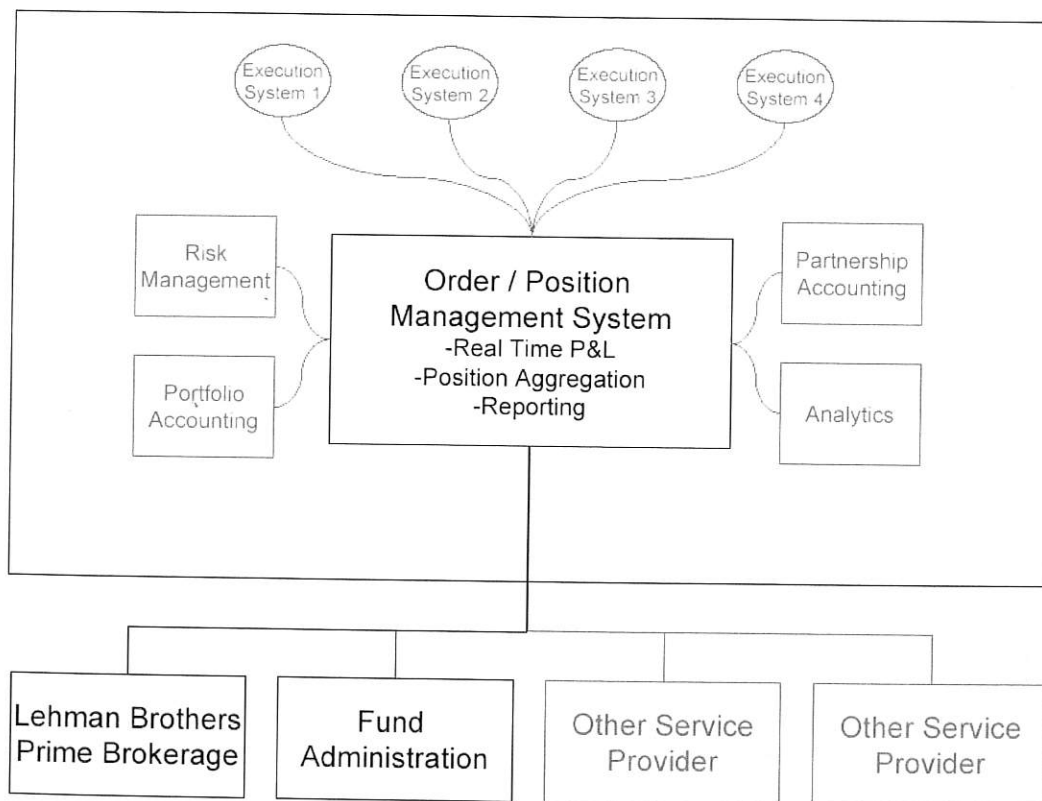 Execution
System 1
Execution
System 2
Execution
System 3
Execution
System 4
Risk
Management
Portfolio
Accounting
Order / Position
Management System
-Real Time P&L
-Position Aggregation
-Reporting
Partnership
Accounting
Analytics
Lehman Brothers
Prime Brokerage
Fund
Administration
Other Service
Provider
Other Service
Provider